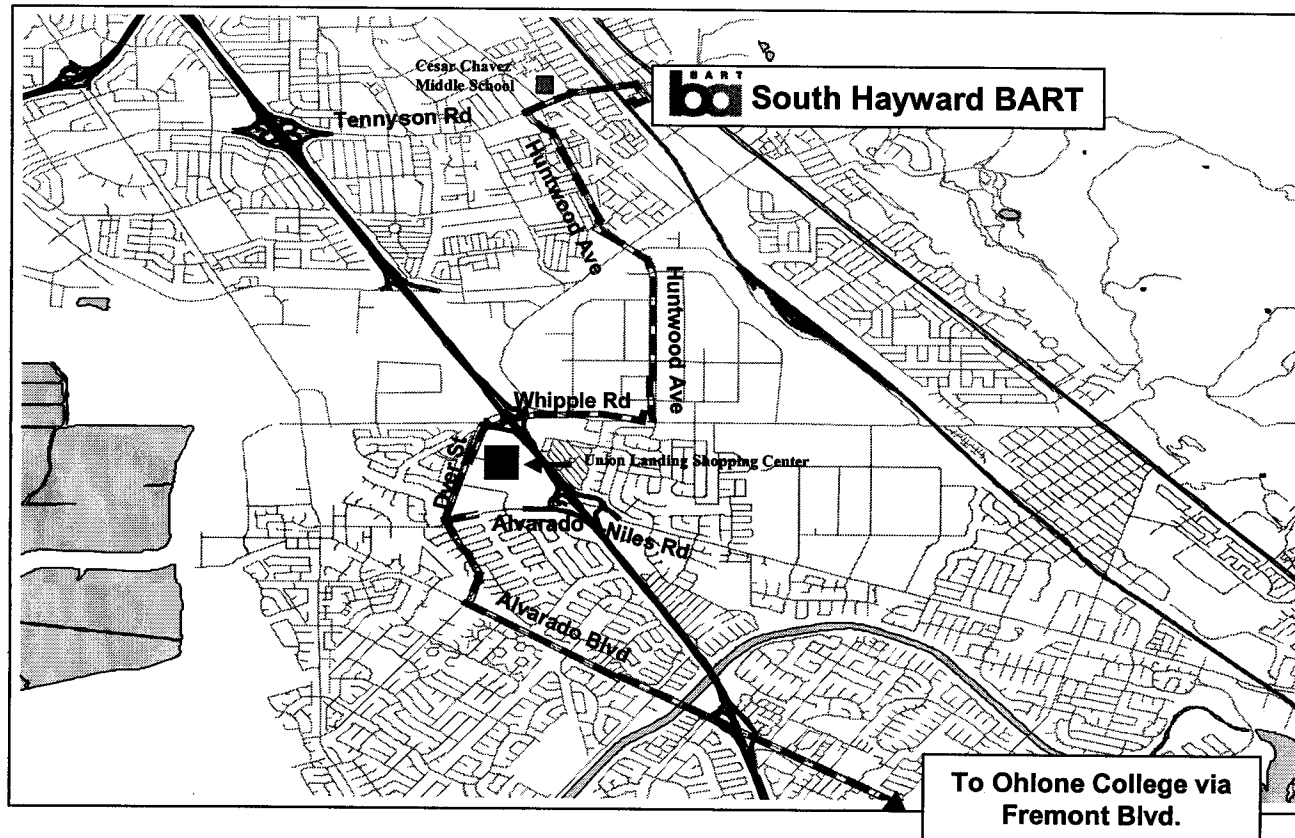 César Chavez
Middle School
BART
ba South Hayward BART
Tennyson Rd
Huntwood Ave
Huntwood Ave
Whipple Rd
Dyer St
Union Landing Shopping Center
Alvarado
Niles Rd
Alvarado Blvd
To Ohlone College via
Fremont Blvd.